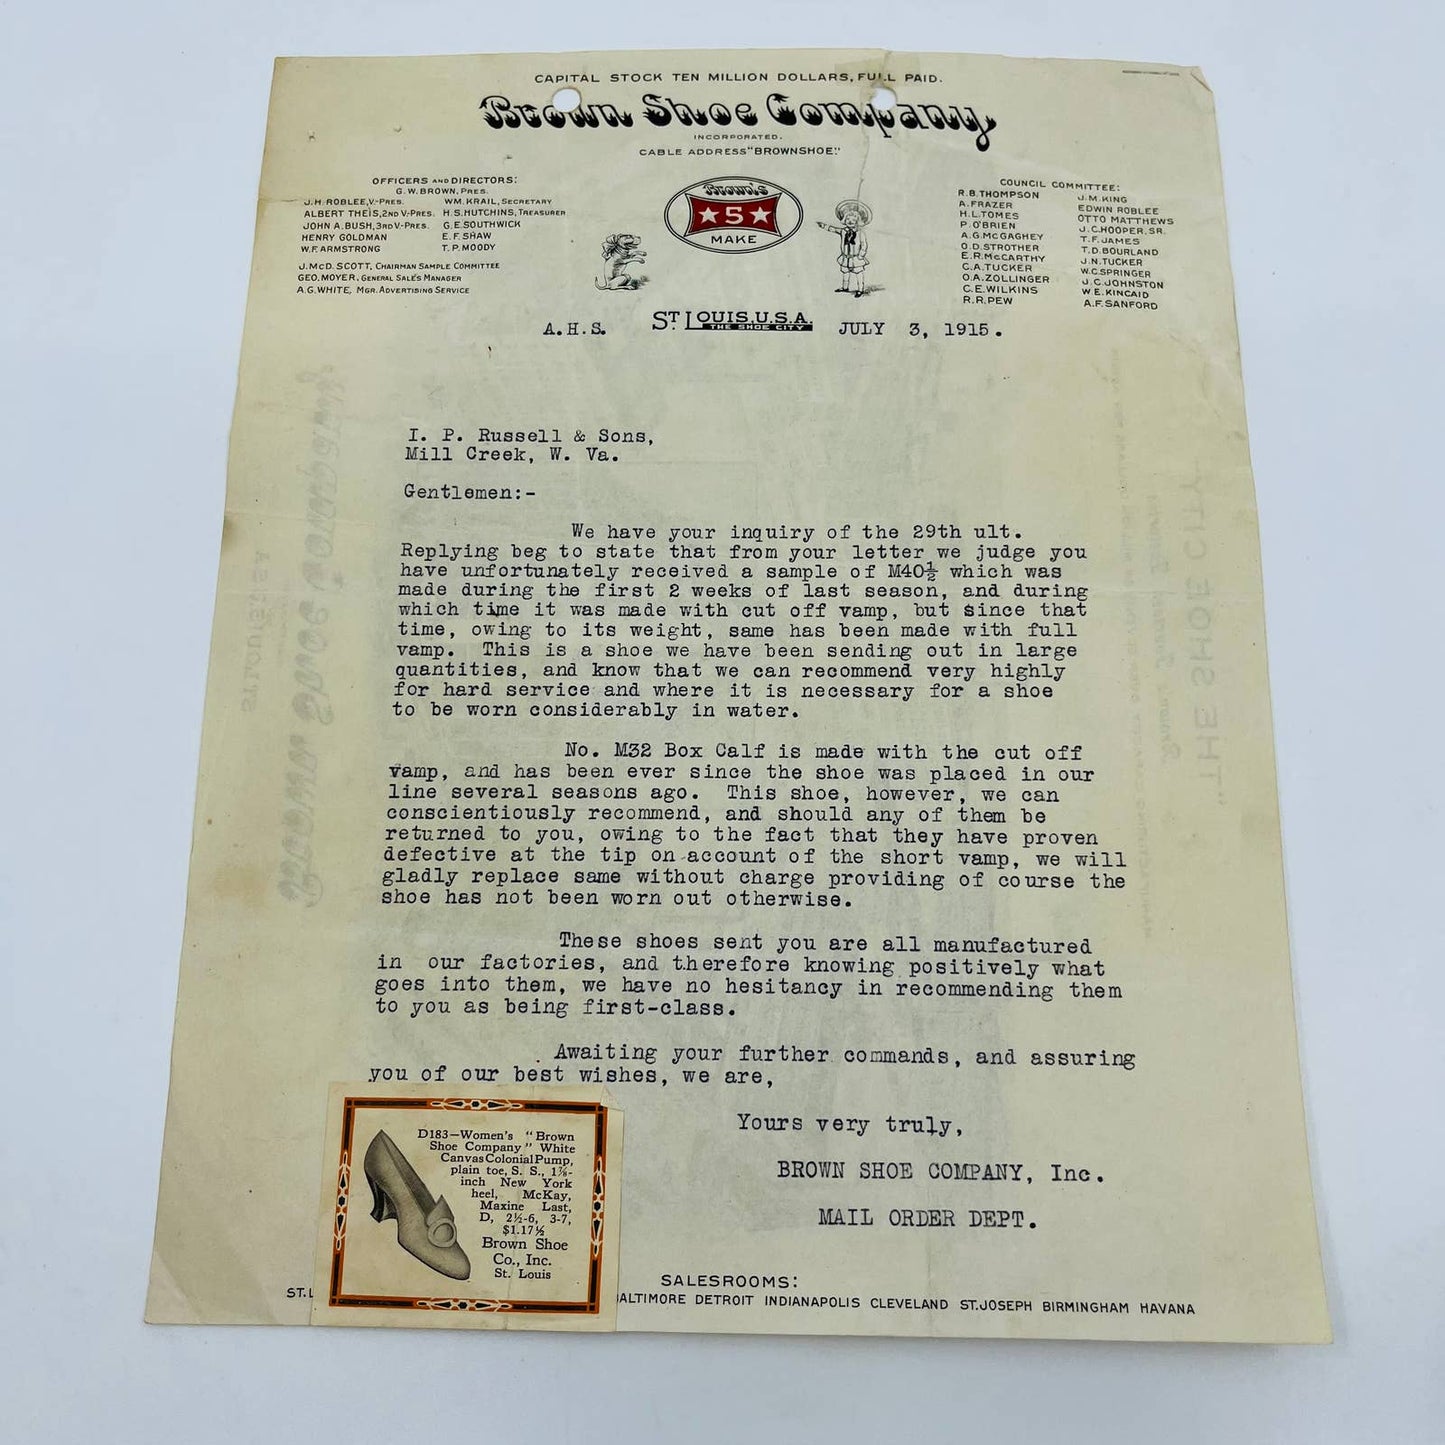 CAPITAL STOCK TEN MILLION DOLLARS, FULL PAID.
Brown Shoe Company
INCORPORATED.
CABLE ADDRESS "BROWNSHOE"
OFFICERS AND DIRECTORS:
G. W. BROWN, PRES.
J. H. ROBLEE, V.-PRES. WM. KRAIL, SECRETARY
ALBERT THEIS, 2ND V.-PRES. H. S. HUTCHINS, TREASURER
JOHN A. BUSH, 3RD V.-PRES. G. E. SOUTHWICK
HENRY GOLDMAN E. F. SHAW
W. F. ARMSTRONG T. P. MOODY
J. McD. SCOTT, CHAIRMAN SAMPLE COMMITTEE
GEO. MOYER, GENERAL SALES MANAGER
A. G. WHITE, MGR. ADVERTISING SERVICE
Brown's
5
MAKE
COUNCIL COMMITTEE:
R. B. THOMPSON J. M. KING
A. FRAZER EDWIN ROBLEE
H. L. TOMES OTTO MATTHEWS
P. O'BRIEN J. C. HOOPER, SR.
A. G. McGAGHEY T. F. JAMES
O. D. STROTHER T. D. BOURLAND
E. R. McCARTHY J. N. TUCKER
C. A. TUCKER W. C. SPRINGER
O. A. ZOLLINGER J. C. JOHNSTON
C. E. WILKINS W. E. KINCAID
R. R. PEW A. F. SANFORD
A.H.S. ST. LOUIS, U.S.A. JULY 3, 1915.
THE SHOE CITY
I. P. Russell & Sons,
Mill Creek, W. Va.
Gentlemen:-
We have your inquiry of the 29th ult.
Replying beg to state that from your letter we judge you
have unfortunately received a sample of M40½ which was
made during the first 2 weeks of last season, and during
which time it was made with cut off vamp, but since that
time, owing to its weight, same has been made with full
vamp. This is a shoe we have been sending out in large
quantities, and know that we can recommend very highly
for hard service and where it is necessary for a shoe
to be worn considerably in water.
No. M32 Box Calf is made with the cut off
vamp, and has been ever since the shoe was placed in our
line several seasons ago. This shoe, however, we can
conscientiously recommend, and should any of them be
returned to you, owing to the fact that they have proven
defective at the tip on account of the short vamp, we will
gladly replace same without charge providing of course the
shoe has not been worn out otherwise.
These shoes sent you are all manufactured
in our factories, and therefore knowing positively what
goes into them, we have no hesitancy in recommending them
to you as being first-class.
Awaiting your further commands, and assuring
you of our best wishes, we are,
Yours very truly,
BROWN SHOE COMPANY, Inc.
MAIL ORDER DEPT.
D183—Women's "Brown
Shoe Company" White
Canvas Colonial Pump,
plain toe, S. S., 1⅞-
inch New York
heel, McKay,
Maxine Last,
D, 2½-6, 3-7,
$1.17½
Brown Shoe
Co., Inc.
St. Louis
SALESROOMS:
ST. L ALTIMORE DETROIT INDIANAPOLIS CLEVELAND ST. JOSEPH BIRMINGHAM HAVANA